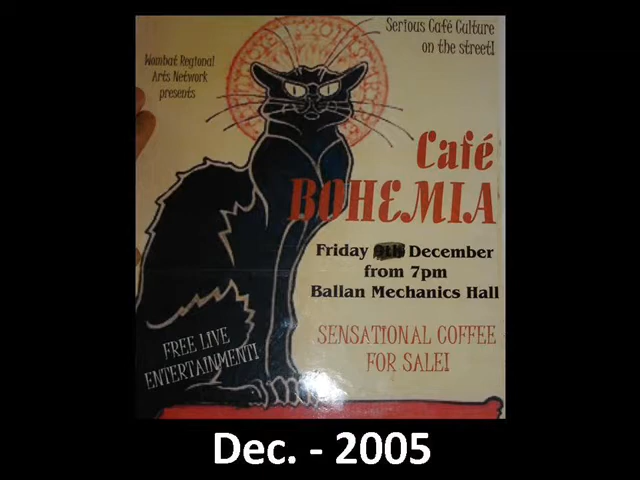 Serious Café Culture
on the street!
Wombat Regional
Arts Network
presents
Café
BOHEMIA
Friday December
from 7pm
Ballan Mechanics Hall
SENSATIONAL COFFEE
FOR SALE!
FREE LIVE
ENTERTAINMENT!
Dec. - 2005